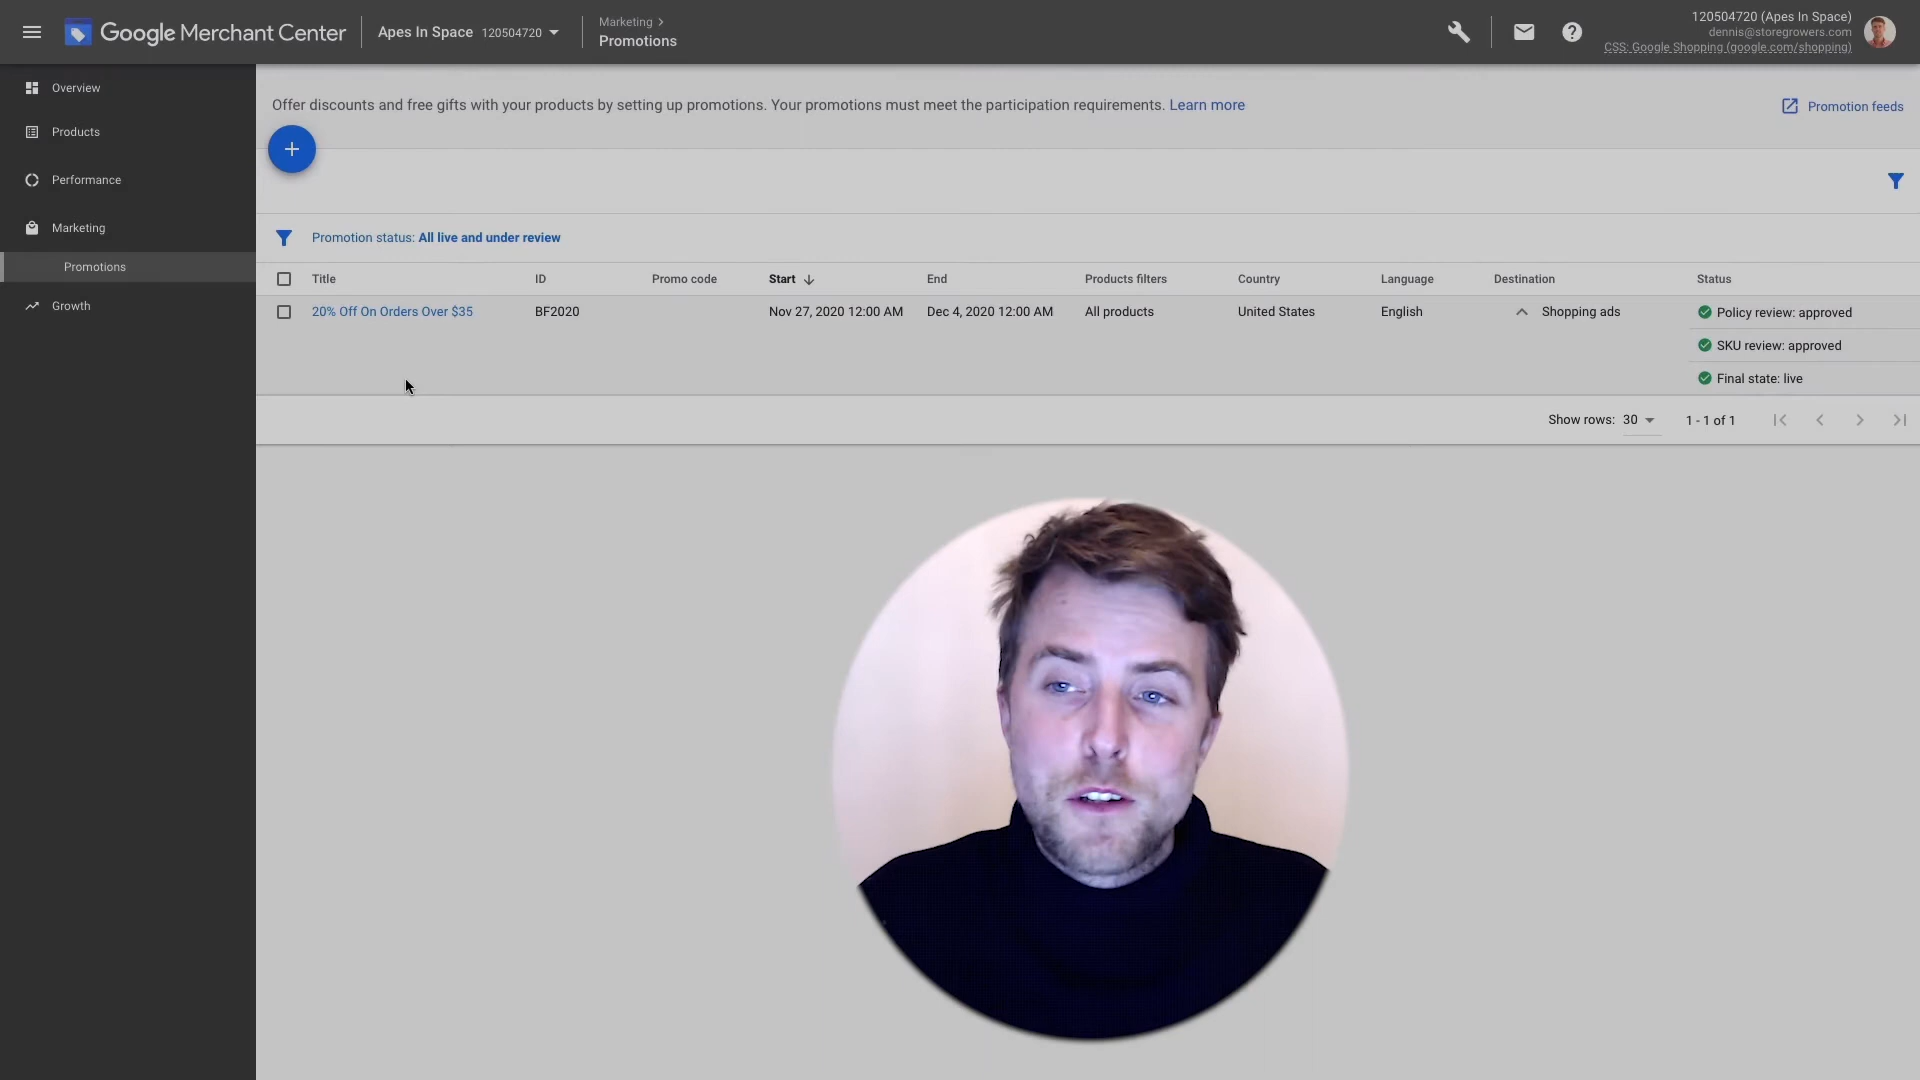 Google Merchant Center
Apes In Space 120504720
Marketing
Promotions
120504720 (Apes In Space)
dennis@storegrowers.com
CSS: Google Shopping (google.com/shopping)
Overview
Products
Performance
Marketing
Promotions
Growth
Offer discounts and free gifts with your products by setting up promotions. Your promotions must meet the participation requirements. Learn more
Promotion feeds
Promotion status: All live and under review
Title ID Promo code Start End Products filters Country Language Destination Status
20% Off On Orders Over $35 BF2020 Nov 27, 2020 12:00 AM Dec 4, 2020 12:00 AM All products United States English Shopping ads Policy review: approved
SKU review: approved
Final state: live
Show rows: 30 1 - 1 of 1